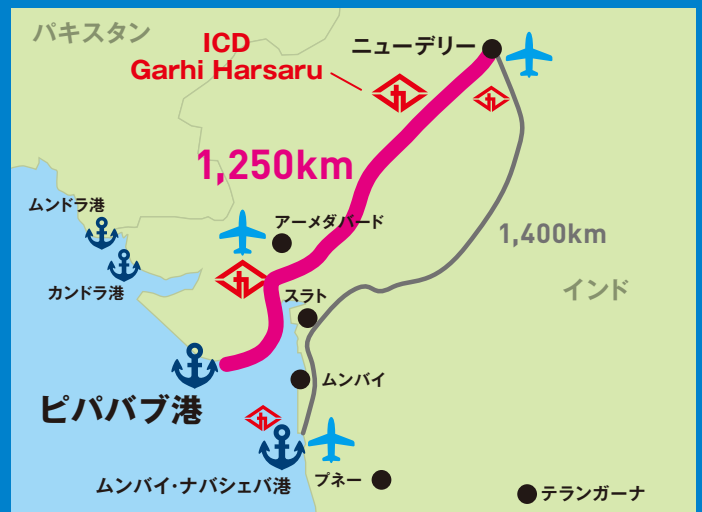 パキスタン
ICD
Garhi Harsaru
ニューデリー
1,250km
ムンドラ港
アーメダバード
1,400km
カンドラ港
スラト
インド
ムンバイ
ピパバブ港
ムンバイ・ナバシェバ港
プネー
テランガーナ